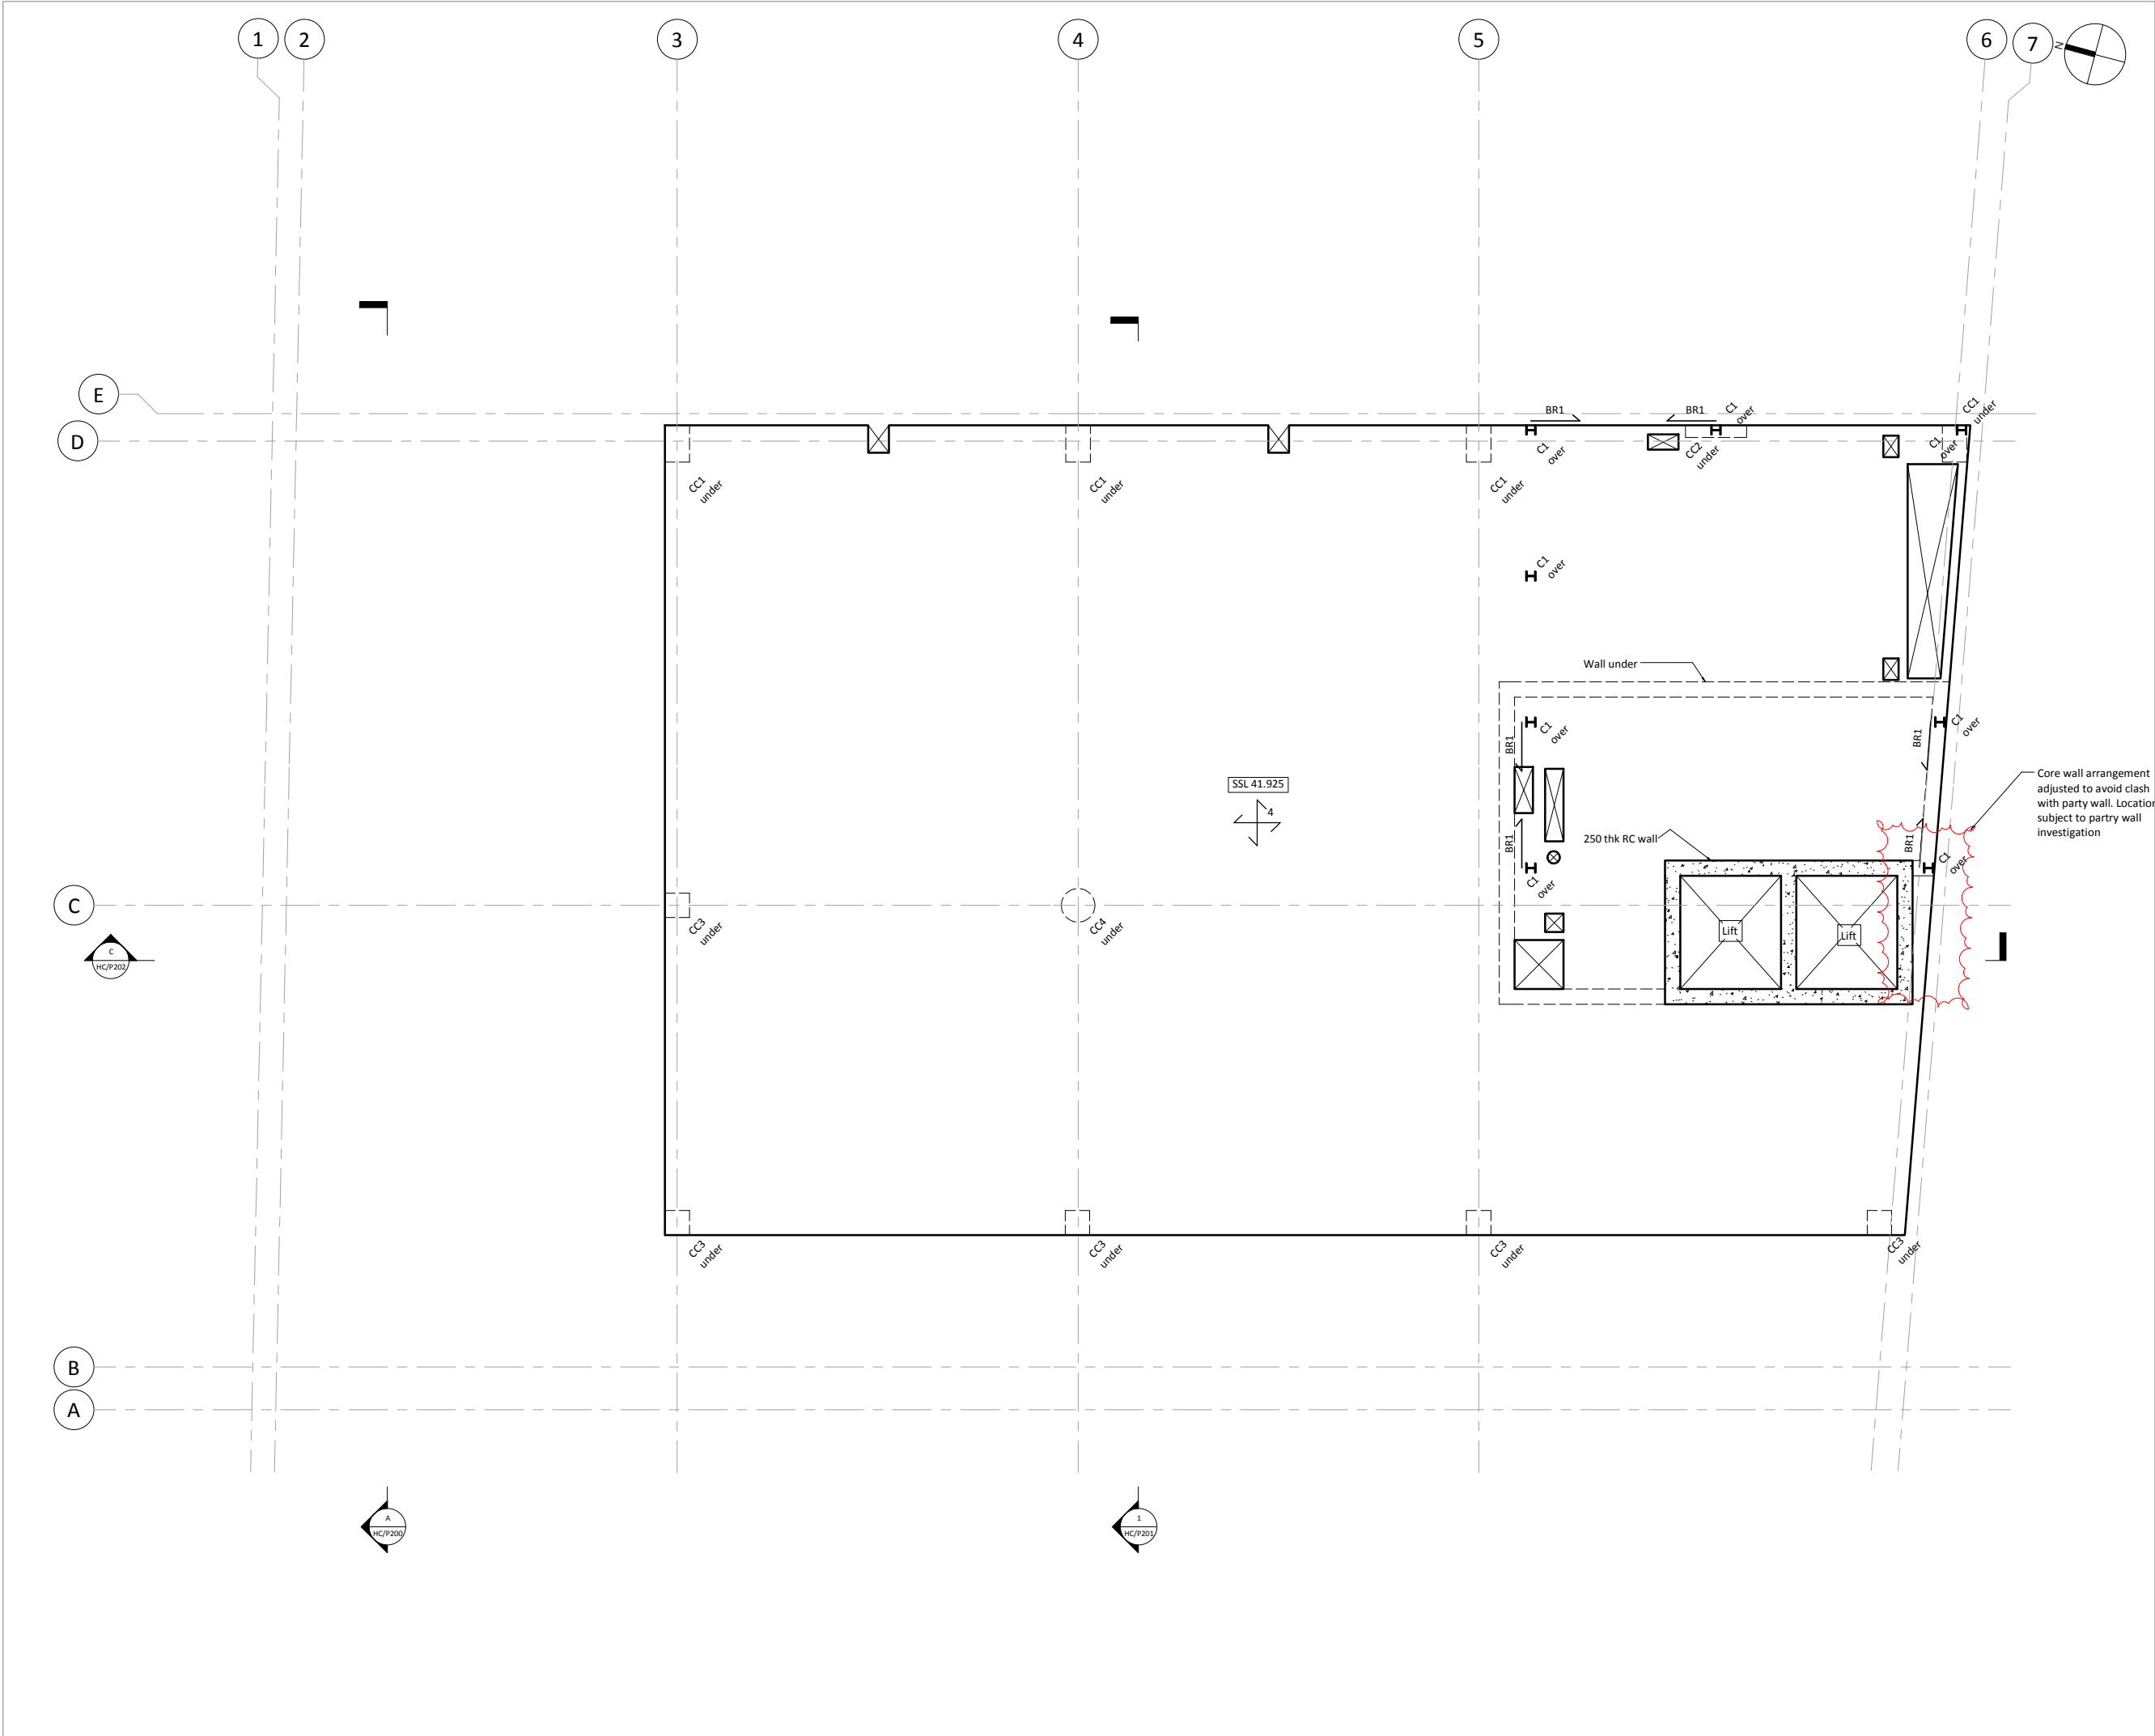 1
2
3
4
5
6
7
N
E
D
BR1
BR1
C1
over
CC1
under
C1
over
CC2
under
C1
over
CC1
under
CC1
under
CC1
under
C1
over
Wall under
C1
over
C1
over
BR1
BR1
SSL 41.925
4
Core wall arrangement
adjusted to avoid clash
with party wall. Location
subject to partry wall
investigation
250 thk RC wall
BR1
BR1
C1
over
C1
over
C
CC3
under
CC4
under
Lift
Lift
C
HC/P202
CC3
under
CC3
under
CC3
under
CC3
under
B
A
A
HC/P200
1
HC/P201